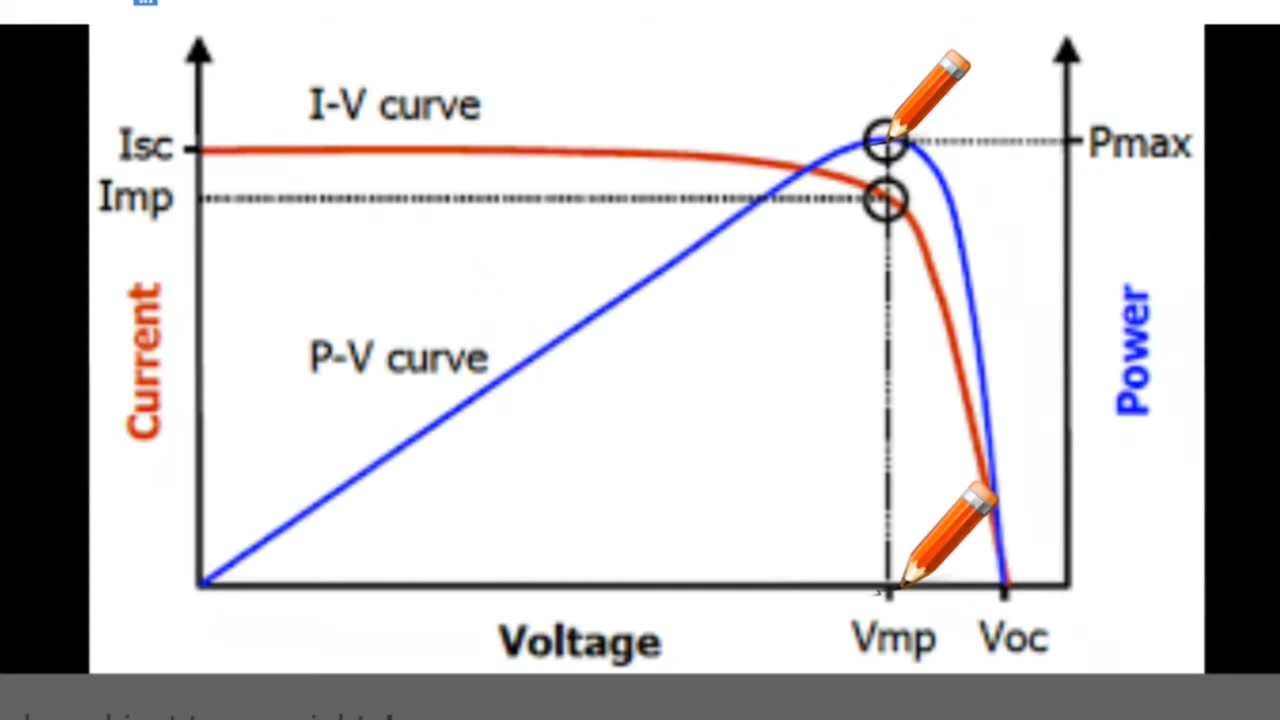 I-V curve
Isc
Pmax
Imp
Current
Power
P-V curve
Vmp
Voc
Voltage